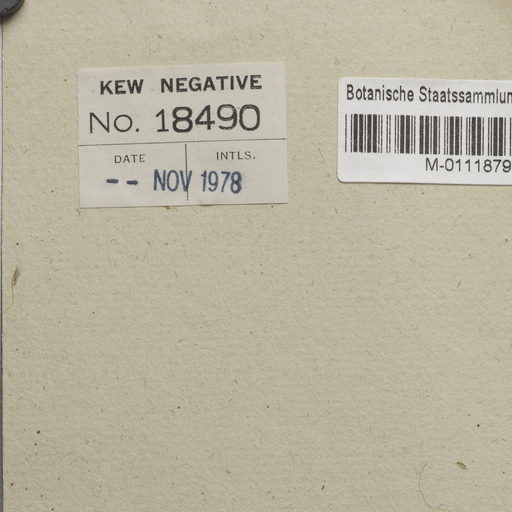 KEW NEGATIVE
No. 18490
DATE INTLS.
-- NOV 1978
Botanische Staatssammlun
M-0111879